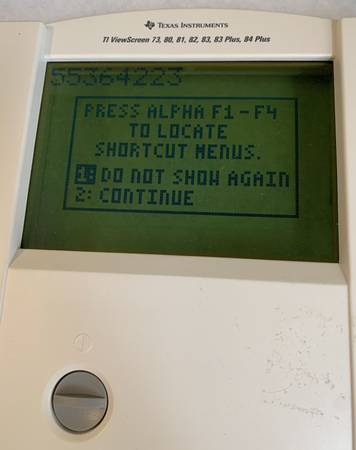 TEXAS INSTRUMENTS
TI ViewScreen 73, 80, 81, 82, 83, 83 Plus, 84 Plus
55364223
PRESS ALPHA F1-F4
TO LOCATE
SHORTCUT MENUS.
1: DO NOT SHOW AGAIN
2: CONTINUE